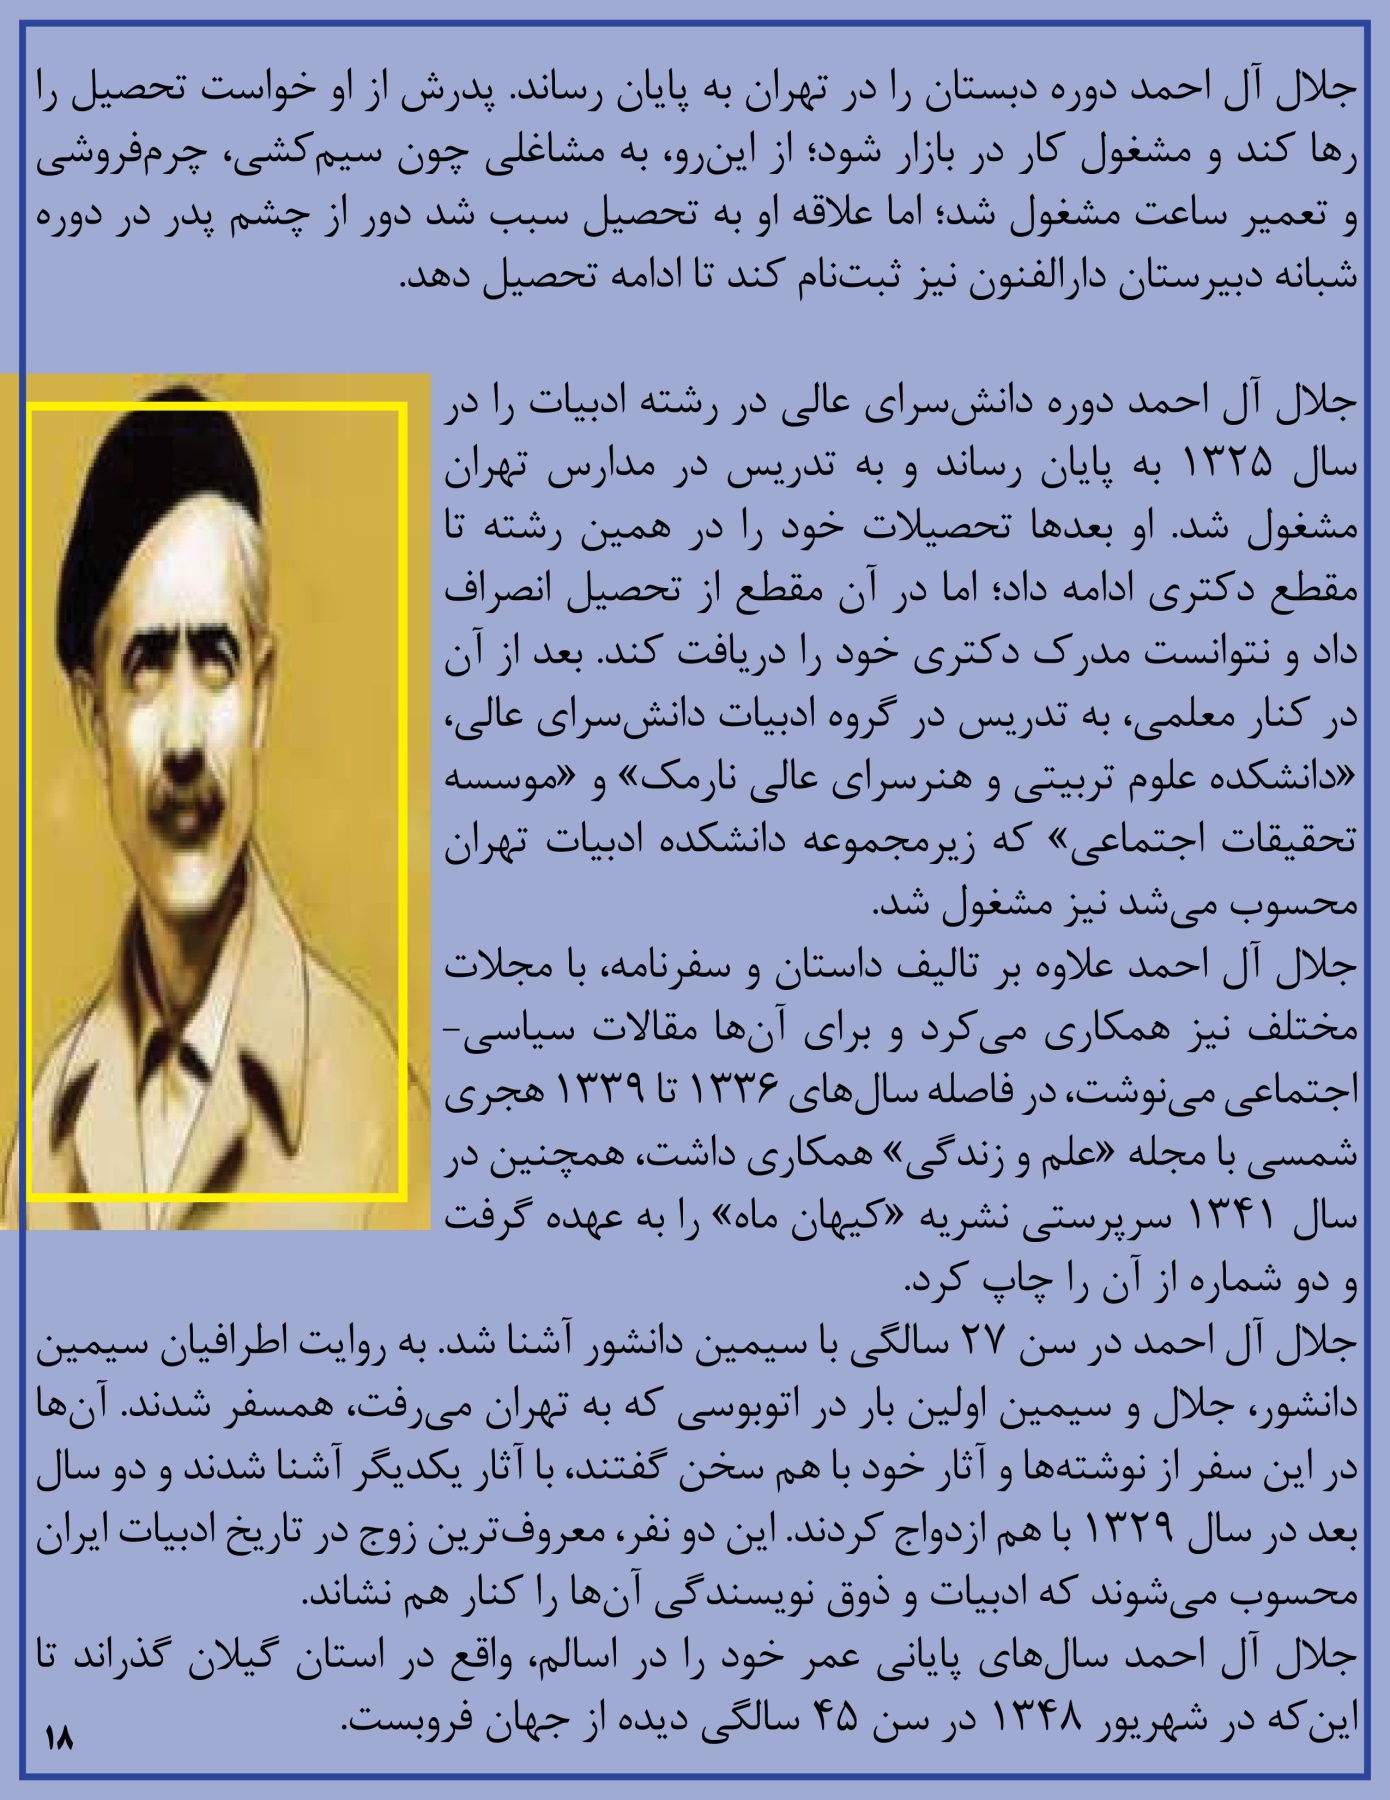 جلال آل احمد دوره دبستان را در تهران به پایان رساند. پدرش از او خواست تحصیل را
رها کند و مشغول کار در بازار شود؛ از این‌رو، به مشاغلی چون سیم‌کشی، چرم‌فروشی
و تعمیر ساعت مشغول شد؛ اما علاقه او به تحصیل سبب شد دور از چشم پدر در دوره
شبانه دبیرستان دارالفنون نیز ثبت‌نام کند تا ادامه تحصیل دهد.
جلال آل احمد دوره دانش‌سرای عالی در رشته ادبیات را در
سال ۱۳۲۵ به پایان رساند و به تدریس در مدارس تهران
مشغول شد. او بعدها تحصیلات خود را در همین رشته تا
مقطع دکتری ادامه داد؛ اما در آن مقطع از تحصیل انصراف
داد و نتوانست مدرک دکتری خود را دریافت کند. بعد از آن
در کنار معلمی، به تدریس در گروه ادبیات دانش‌سرای عالی،
«دانشکده علوم تربیتی و هنرسرای عالی نارمک» و «موسسه
تحقیقات اجتماعی» که زیرمجموعه دانشکده ادبیات تهران
محسوب می‌شد نیز مشغول شد.
جلال آل احمد علاوه بر تالیف داستان و سفرنامه، با مجلات
مختلف نیز همکاری می‌کرد و برای آن‌ها مقالات سیاسی-
اجتماعی می‌نوشت، در فاصله سال‌های ۱۳۳۶ تا ۱۳۳۹ هجری
شمسی با مجله «علم و زندگی» همکاری داشت، همچنین در
سال ۱۳۴۱ سرپرستی نشریه «کیهان ماه» را به عهده گرفت
و دو شماره از آن را چاپ کرد.
جلال آل احمد در سن ۲۷ سالگی با سیمین دانشور آشنا شد. به روایت اطرافیان سیمین
دانشور، جلال و سیمین اولین بار در اتوبوسی که به تهران می‌رفت، همسفر شدند. آن‌ها
در این سفر از نوشته‌ها و آثار خود با هم سخن گفتند، با آثار یکدیگر آشنا شدند و دو سال
بعد در سال ۱۳۲۹ با هم ازدواج کردند. این دو نفر، معروف‌ترین زوج در تاریخ ادبیات ایران
محسوب می‌شوند که ادبیات و ذوق نویسندگی آن‌ها را کنار هم نشاند.
جلال آل احمد سال‌های پایانی عمر خود را در اسالم، واقع در استان گیلان گذراند تا
این‌که در شهریور ۱۳۴۸ در سن ۴۵ سالگی دیده از جهان فروبست.
۱۸